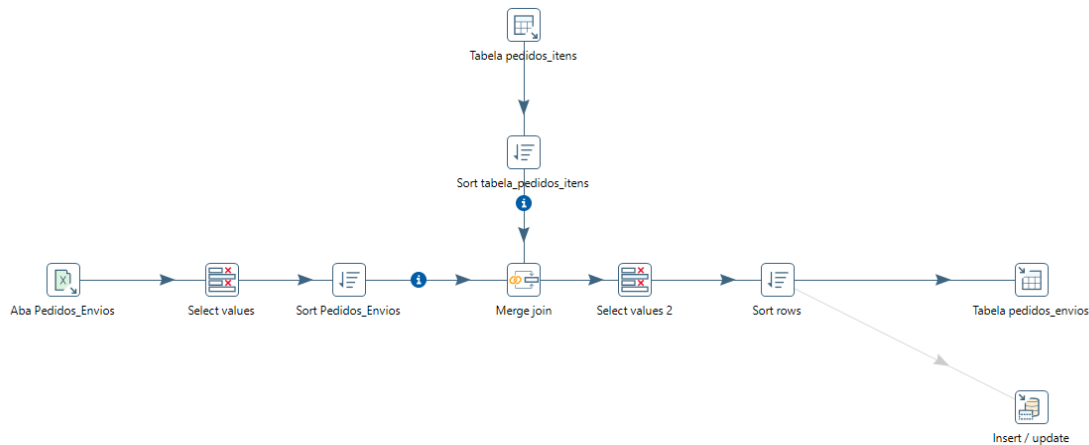 Tabela pedidos_itens
Sort tabela_pedidos_itens
Aba Pedidos_Envios
Select values
Sort Pedidos_Envios
Merge join
Select values 2
Sort rows
Tabela pedidos_envios
Insert / update